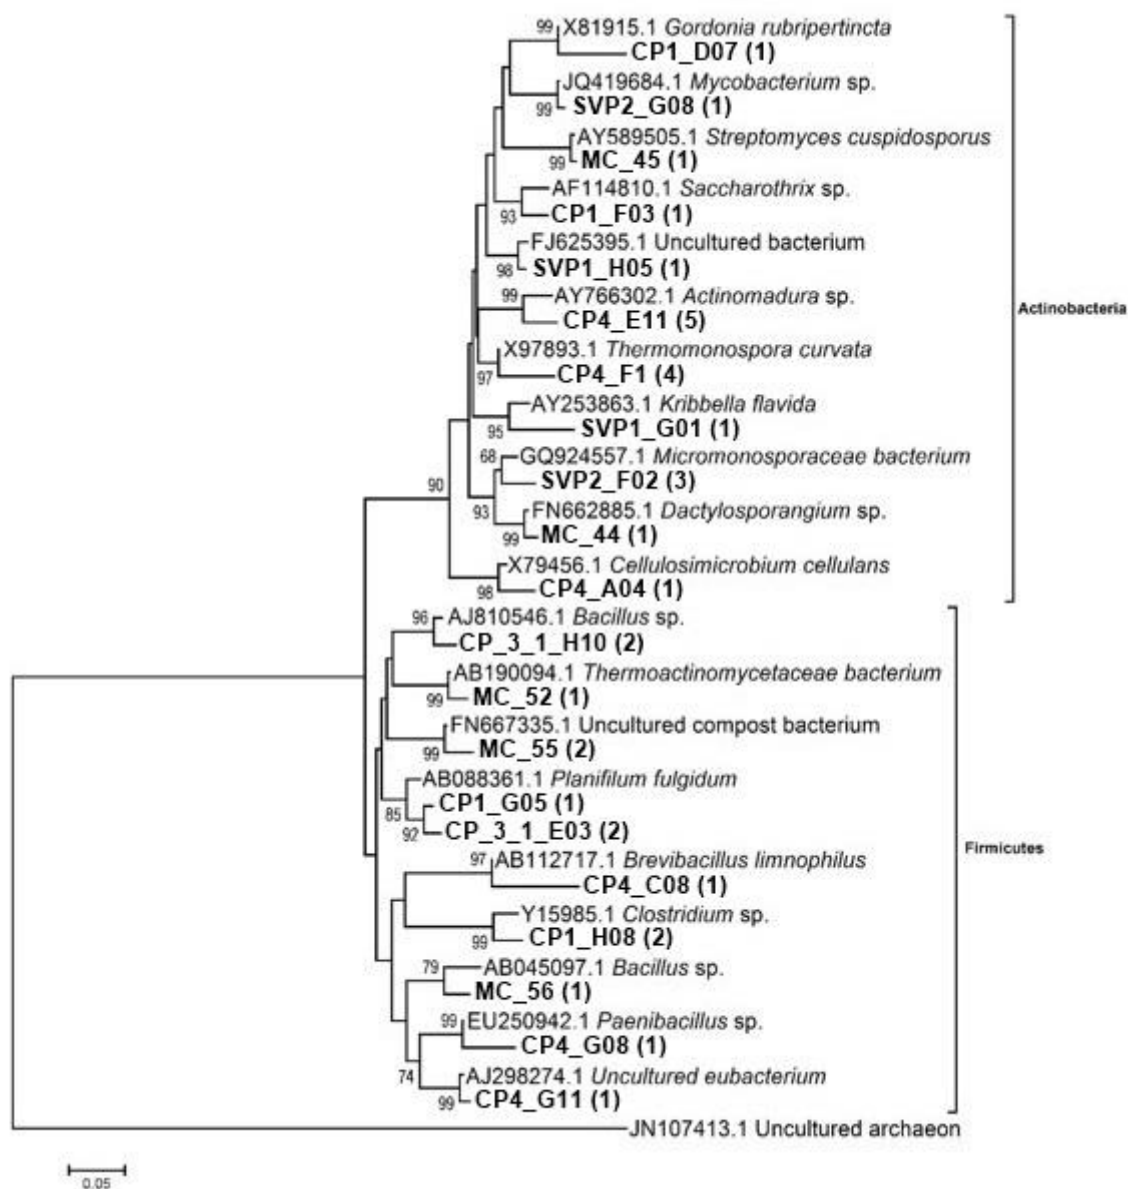 99 X81915.1 Gordonia rubripertincta
CP1_D07 (1)
JQ419684.1 Mycobacterium sp.
99 SVP2_G08 (1)
AY589505.1 Streptomyces cuspidosporus
99 MC_45 (1)
AF114810.1 Saccharothrix sp.
93 CP1_F03 (1)
FJ625395.1 Uncultured bacterium
98 SVP1_H05 (1)
99 AY766302.1 Actinomadura sp.
Actinobacteria
CP4_E11 (5)
X97893.1 Thermomonospora curvata
97 CP4_F1 (4)
AY253863.1 Kribbella flavida
95 SVP1_G01 (1)
68 GQ924557.1 Micromonosporaceae bacterium
90 SVP2_F02 (3)
93 FN662885.1 Dactylosporangium sp.
99 MC_44 (1)
X79456.1 Cellulosimicrobium cellulans
98 CP4_A04 (1)
96 AJ810546.1 Bacillus sp.
CP_3_1_H10 (2)
AB190094.1 Thermoactinomycetaceae bacterium
99 MC_52 (1)
FN667335.1 Uncultured compost bacterium
99 MC_55 (2)
AB088361.1 Planifilum fulgidum
85 CP1_G05 (1)
92 CP_3_1_E03 (2)
Firmicutes
97 AB112717.1 Brevibacillus limnophilus
CP4_C08 (1)
Y15985.1 Clostridium sp.
99 CP1_H08 (2)
79 AB045097.1 Bacillus sp.
MC_56 (1)
99 EU250942.1 Paenibacillus sp.
CP4_G08 (1)
74 AJ298274.1 Uncultured eubacterium
99 CP4_G11 (1)
JN107413.1 Uncultured archaeon
0.05